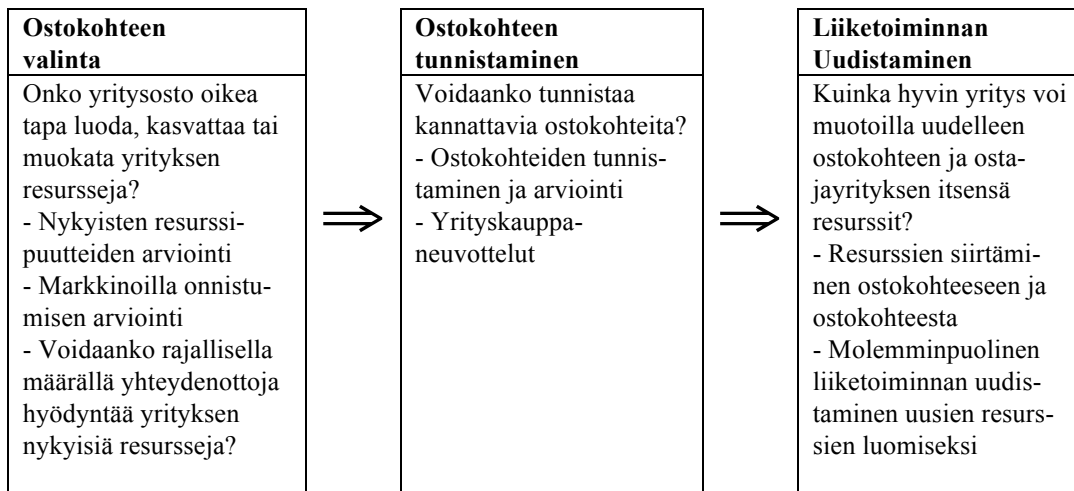 Ostokohteen
valinta
Onko yritysosto oikea
tapa luoda, kasvattaa tai
muokata yrityksen
resursseja?
- Nykyisten resurssi-
puutteiden arviointi
- Markkinoilla onnistu-
misen arviointi
- Voidaanko rajallisella
määrällä yhteydenottoja
hyödyntää yrityksen
nykyisiä resursseja?
Ostokohteen
tunnistaminen
Voidaanko tunnistaa
kannattavia ostokohteita?
- Ostokohteiden tunnis-
taminen ja arviointi
- Yrityskauppa-
neuvottelut
Liiketoiminnan
Uudistaminen
Kuinka hyvin yritys voi
muotoilla uudelleen
ostokohteen ja osta-
jayrityksen itsensä
resurssit?
- Resurssien siirtämi-
nen ostokohteeseen ja
ostokohteesta
- Molemminpuolinen
liiketoiminnan uudis-
taminen uusien resurs-
sien luomiseksi